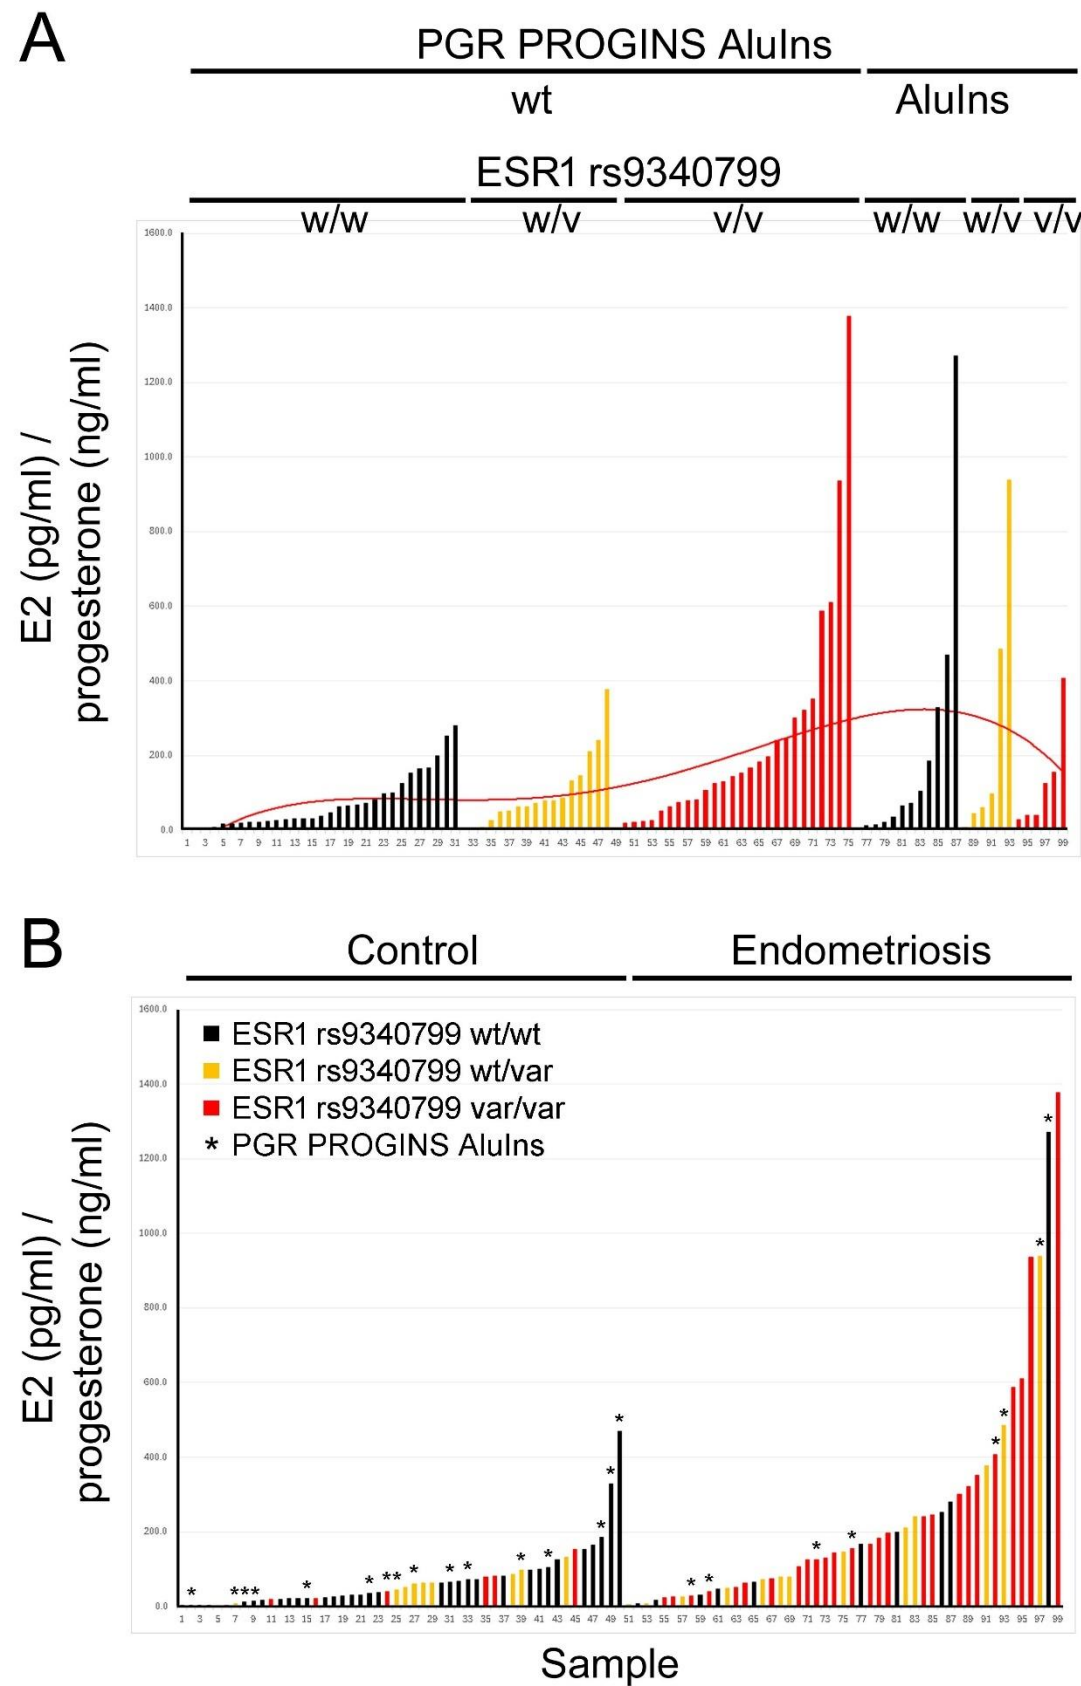 A
PGR PROGINS AluIns
wt AluIns
ESR1 rs9340799
w/w w/v v/v w/w w/v v/v
E2 (pg/ml) /
progesterone (ng/ml)
1600.0
1400.0
1200.0
1000.0
800.0
600.0
400.0
200.0
0.0
1 3 5 7 9 11 13 15 17 19 21 23 25 27 29 31 33 35 37 39 41 43 45 47 49 51 53 55 57 59 61 63 65 67 69 71 73 75 77 79 81 83 85 87 89 91 93 95 97 99
B
Control Endometriosis
E2 (pg/ml) /
progesterone (ng/ml)
1600.0
1400.0
1200.0
1000.0
800.0
600.0
400.0
200.0
0.0
ESR1 rs9340799 wt/wt
ESR1 rs9340799 wt/var
ESR1 rs9340799 var/var
* PGR PROGINS AluIns
1 3 5 7 9 11 13 15 17 19 21 23 25 27 29 31 33 35 37 39 41 43 45 47 49 51 53 55 57 59 61 63 65 67 69 71 73 75 77 79 81 83 85 87 89 91 93 95 97 99
Sample